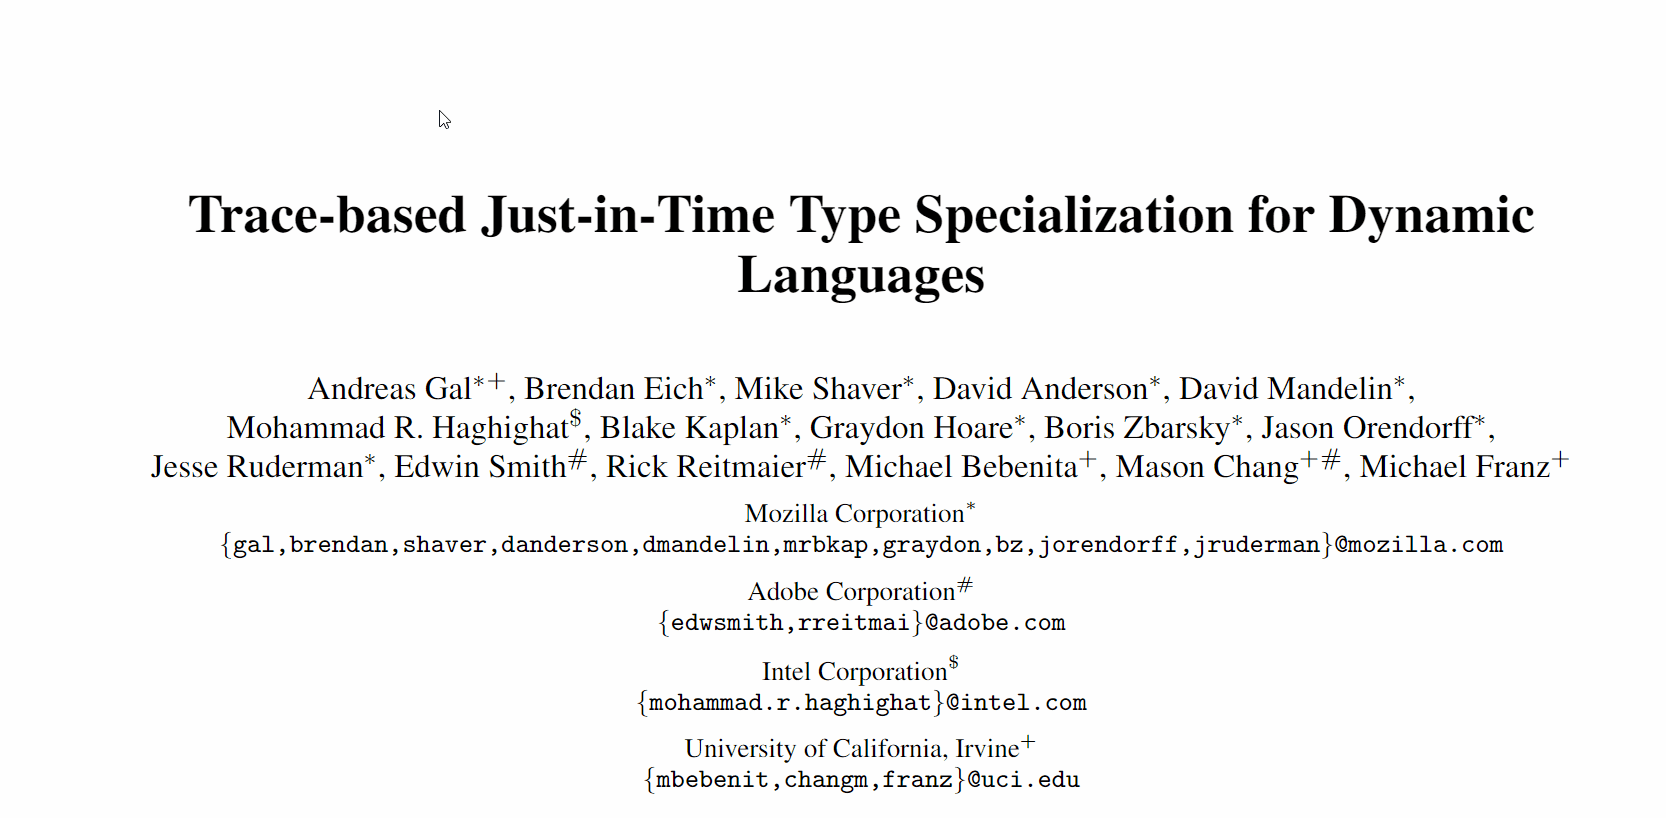 Trace-based Just-in-Time Type Specialization for Dynamic
Languages
Andreas Gal*+, Brendan Eich*, Mike Shaver*, David Anderson*, David Mandelin*,
Mohammad R. Haghighat$, Blake Kaplan*, Graydon Hoare*, Boris Zbarsky*, Jason Orendorff*,
Jesse Ruderman*, Edwin Smith#, Rick Reitmaier#, Michael Bebenita+, Mason Chang+#, Michael Franz+
Mozilla Corporation*
{gal,brendan,shaver,danderson,dmandelin,mrbkap,graydon,bz,jorendorff,jruderman}@mozilla.com
Adobe Corporation#
{edwsmith,rreitmai}@adobe.com
Intel Corporation$
{mohammad.r.haghighat}@intel.com
University of California, Irvine+
{mbebenit,changm,franz}@uci.edu